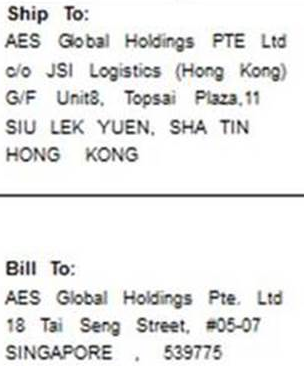 Ship To:
AES Global Holdings PTE Ltd
c/o JSI Logistics (Hong Kong)
G/F Unit8, Topsai Plaza,11
SIU LEK YUEN, SHA TIN
HONG KONG
Bill To:
AES Global Holdings Pte. Ltd
18 Tai Seng Street, #05-07
SINGAPORE , 539775